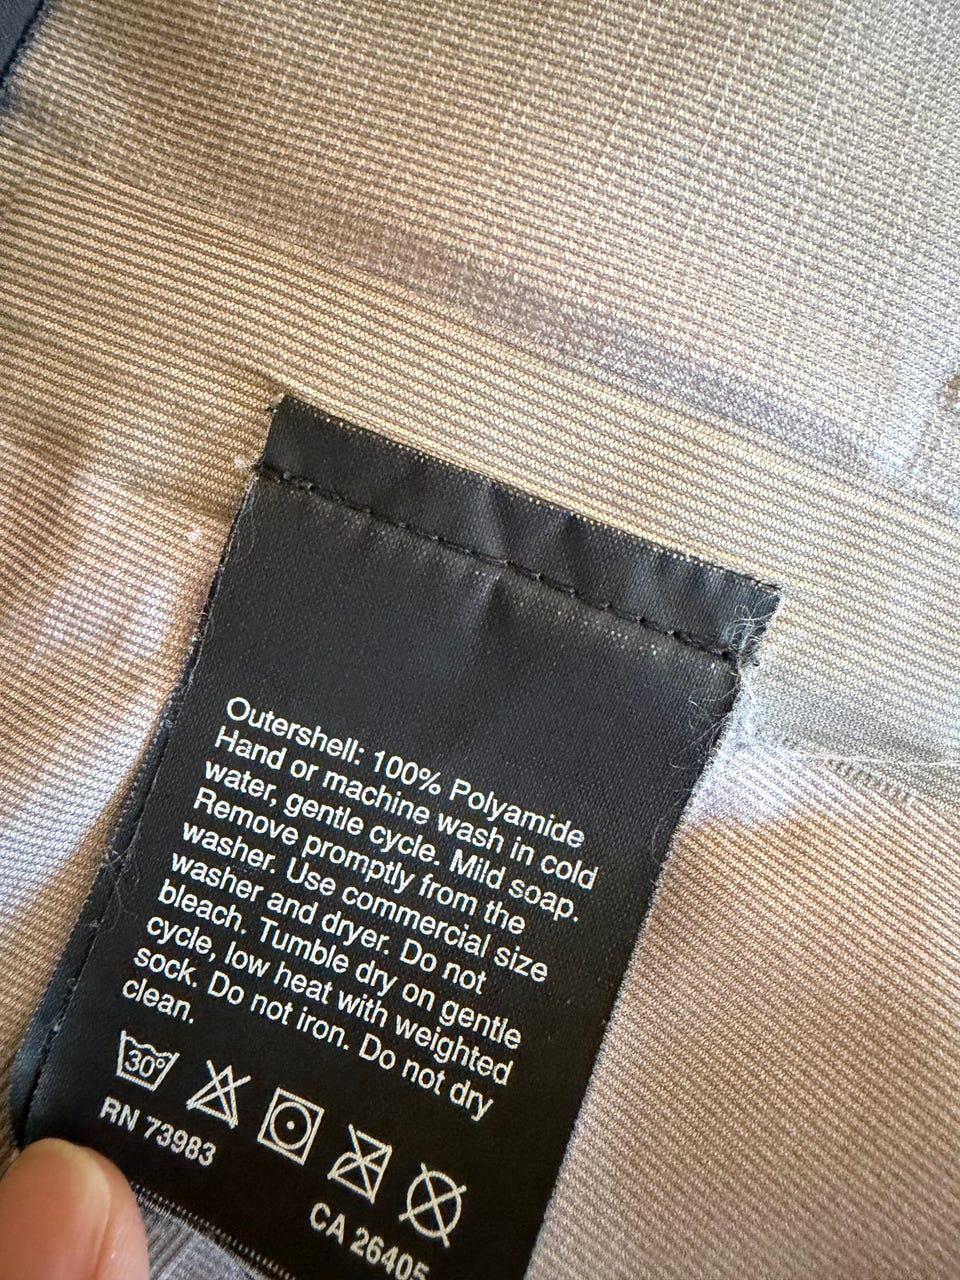 Outershell: 100% Polyamide
Hand or machine wash in cold
water, gentle cycle. Mild soap.
Remove promptly from the
washer. Use commercial size
washer and dryer. Do not
bleach. Tumble dry on gentle
cycle, low heat with weighted
sock. Do not iron. Do not dry
clean.
30°
RN 73983
CA 26405